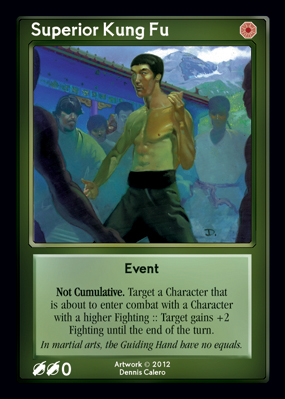 Superior Kung Fu
Event
Not Cumulative. Target a Character that
is about to enter combat with a Character
with a higher Fighting :: Target gains +2
Fighting until the end of the turn.
In martial arts, the Guiding Hand have no equals.
0
Artwork © 2012
Dennis Calero